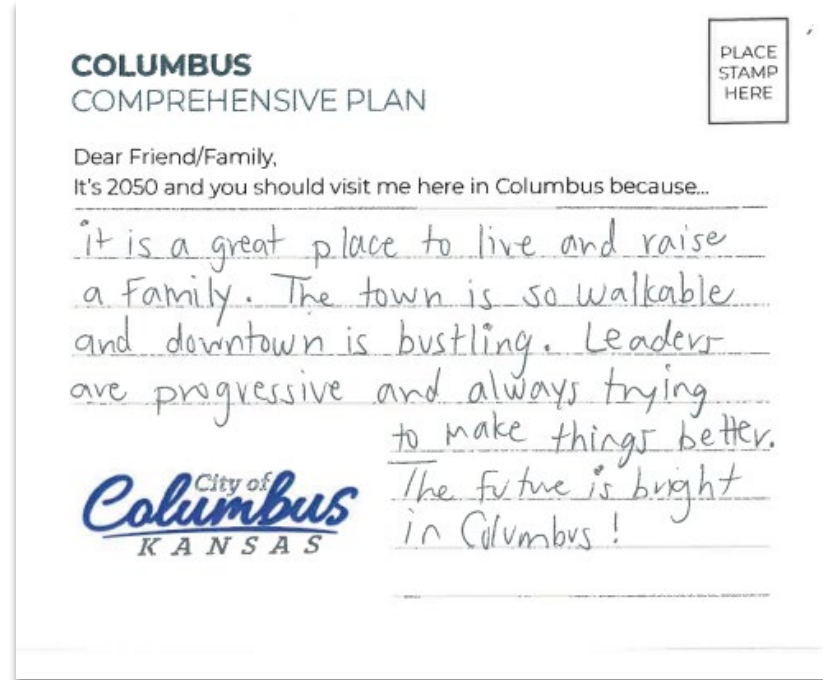 COLUMBUS
COMPREHENSIVE PLAN
PLACE
STAMP
HERE
Dear Friend/Family,
It's 2050 and you should visit me here in Columbus because...
it is a great place to live and raise
a Family. The town is so walkable
and downtown is bustling. Leaders
are progressive and always trying
to make things better.
The future is bright
in Columbus!
City of
Columbus
KANSAS